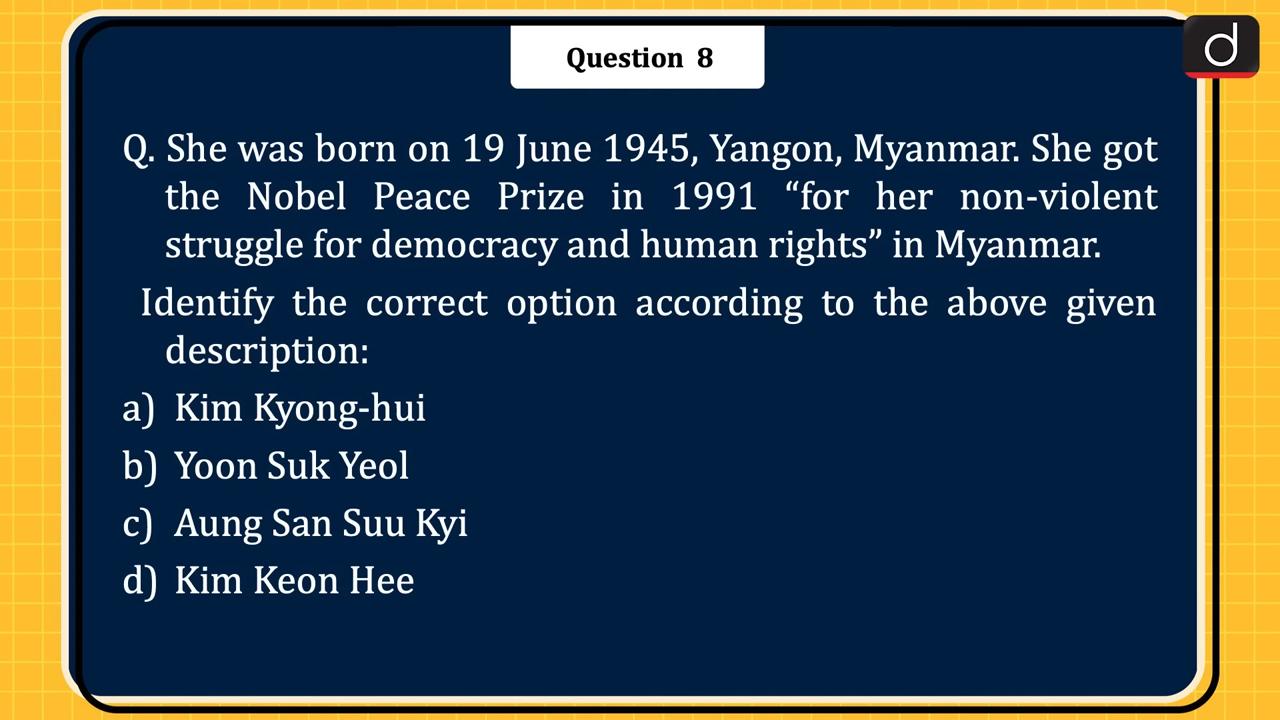 Question 8
d
Q. She was born on 19 June 1945, Yangon, Myanmar. She got
the Nobel Peace Prize in 1991 “for her non-violent
struggle for democracy and human rights” in Myanmar.
Identify the correct option according to the above given
description:
a) Kim Kyong-hui
b) Yoon Suk Yeol
c) Aung San Suu Kyi
d) Kim Keon Hee